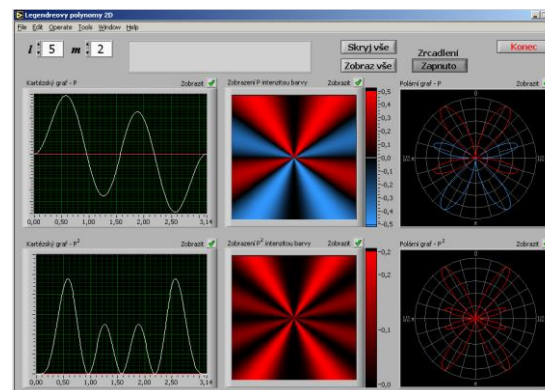 Legendreovy polynomy 2D
File Edit Operate Tools Window Help
l 5 m 2
Skryj vše
Zobraz vše
Zrcadlení
Zapnuto
Konec
Kartézský graf - P Zobrazit
Zobrazení P intenzitou barvy Zobrazit
Polární graf - P Zobrazit
0,5
0,4
0,3
0,2
0,1
0,0
-0,1
-0,2
-0,3
-0,4
-0,5
0,00 0,50 1,00 1,50 2,00 2,50 3,14
Kartézský graf - P² Zobrazit
Zobrazení P² intenzitou barvy Zobrazit
Polární graf - P² Zobrazit
0,2
0,2
0,1
0,0
0,00 0,50 1,00 1,50 2,00 2,50 3,14